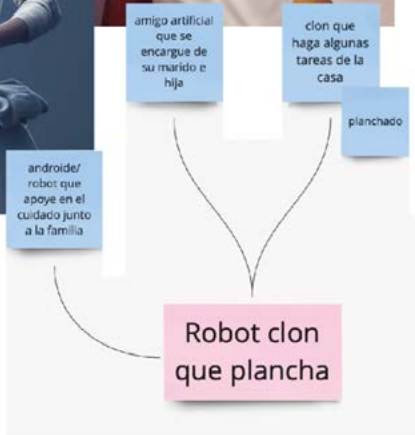 amigo artificial
que se
encargue de
su marido e
hija
clon que
haga algunas
tareas de la
casa
planchado
androide/
robot que
apoye en el
cuidado junto
a la familia
Robot clon
que plancha